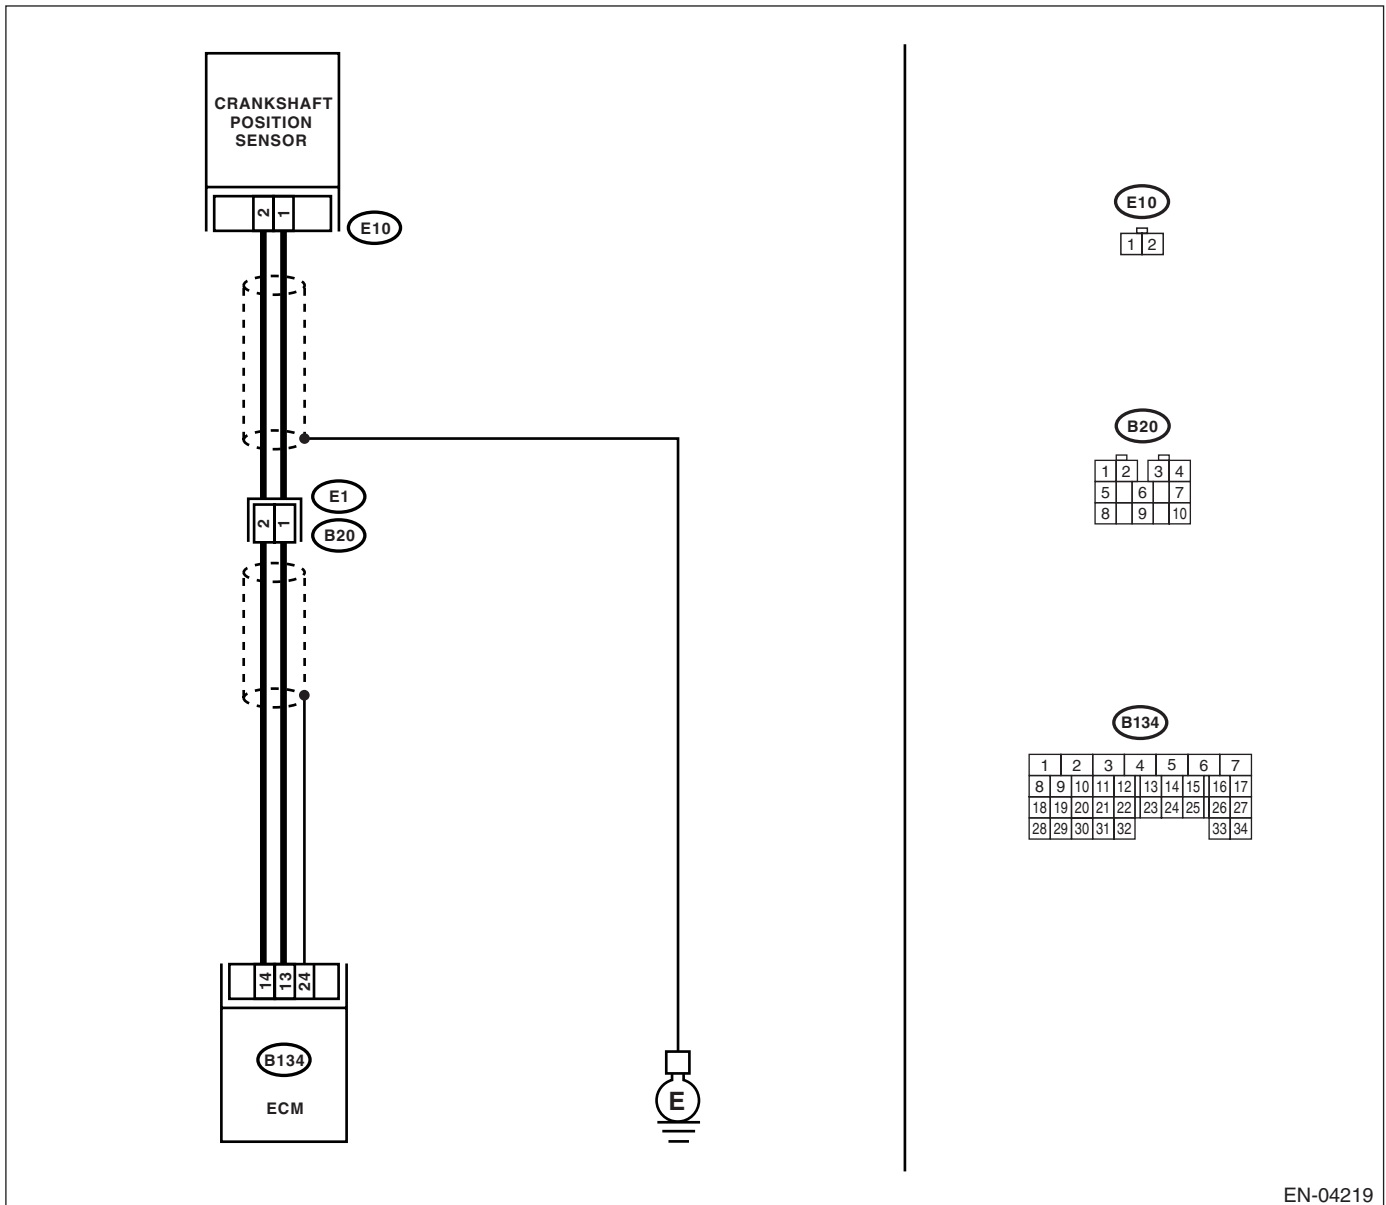 CRANKSHAFT
POSITION
SENSOR
2 1
E10
E1
2 1
B20
14 13 24
B134
ECM
E
E10
1 2
B20
1 2 3 4
5 6 7
8 9 10
B134
1 2 3 4 5 6 7
8 9 10 11 12 13 14 15 16 17
18 19 20 21 22 23 24 25 26 27
28 29 30 31 32 33 34
EN-04219